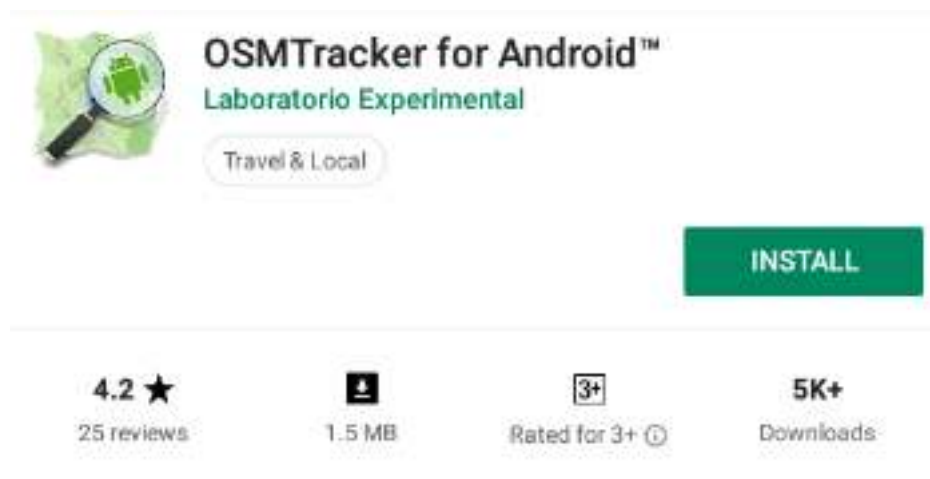 OSMTracker for Android™
Laboratorio Experimental
Travel & Local
INSTALL
4.2 ★
3+
5K+
25 reviews
1.5 MB
Rated for 3+
Downloads